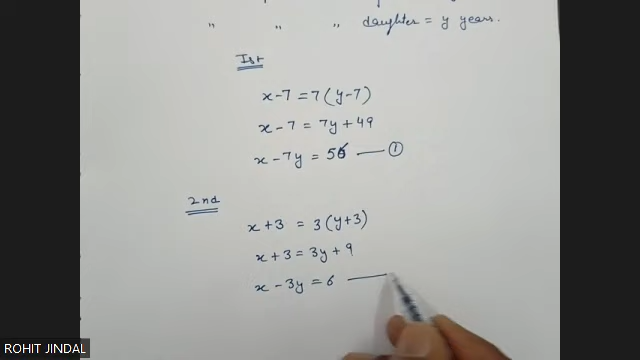 " " " daughter = y years.
Ist
x-7 = 7(y-7)
x-7 = 7y+49
x-7y = 56 — ①
2nd
x+3 = 3(y+3)
x+3 = 3y+9
x-3y = 6 —
ROHIT JINDAL